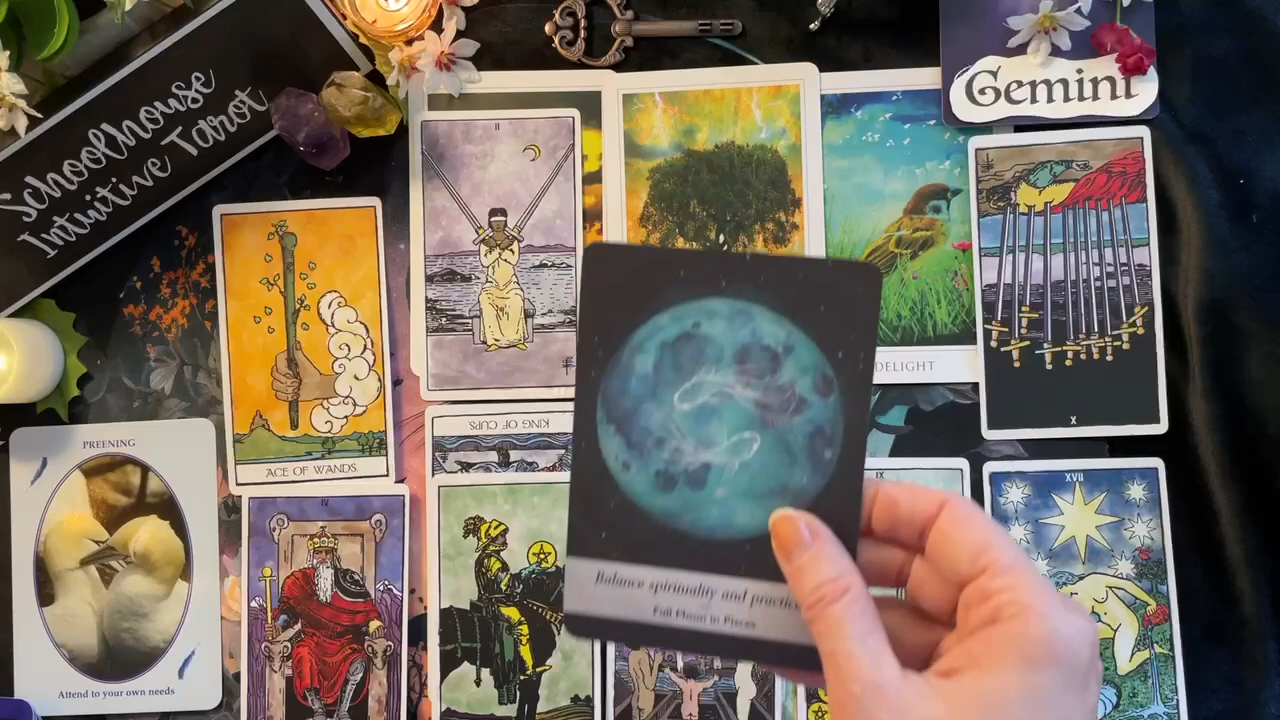 Schoolhouse
Intuitive Tarot
Gemini
II
DELIGHT
X
ACE OF WANDS.
KING OF CUPS.
PREENING
Attend to your own needs
IV
IX
XVII
Balance spirituality and practic
Full Moon in Pisces